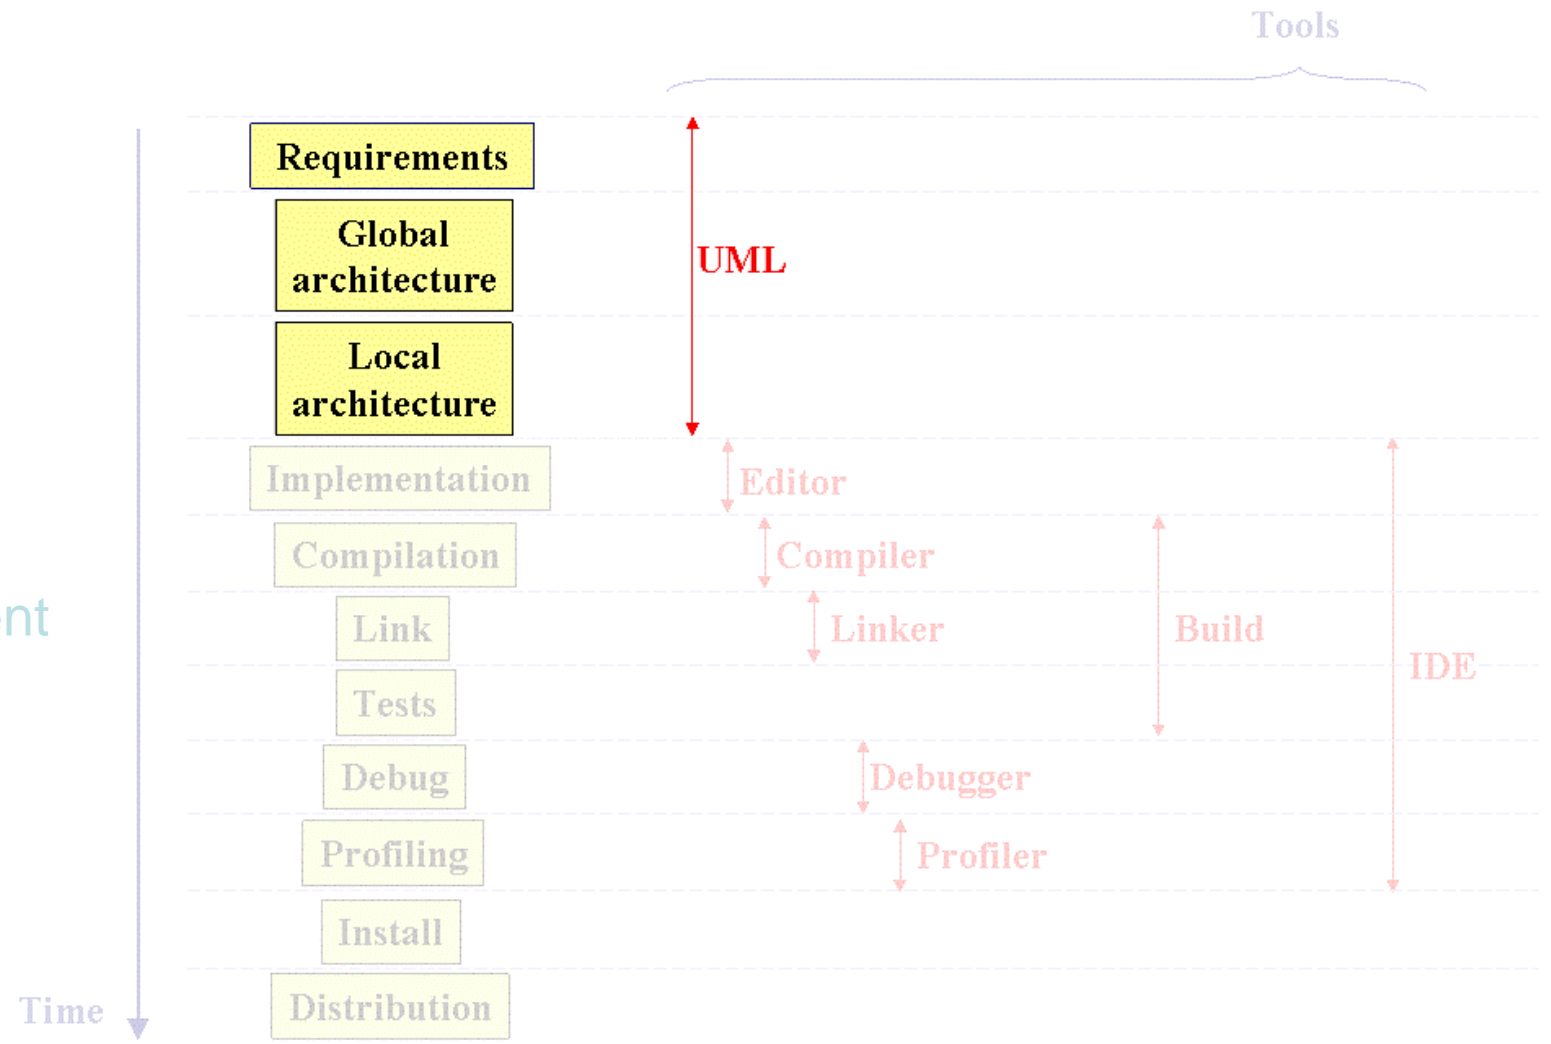 Tools
Requirements
Global
architecture
UML
Local
architecture
Implementation
Editor
Compilation
Compiler
Link
Linker
Build
IDE
Tests
Debug
Debugger
Profiling
Profiler
Install
Distribution
Time